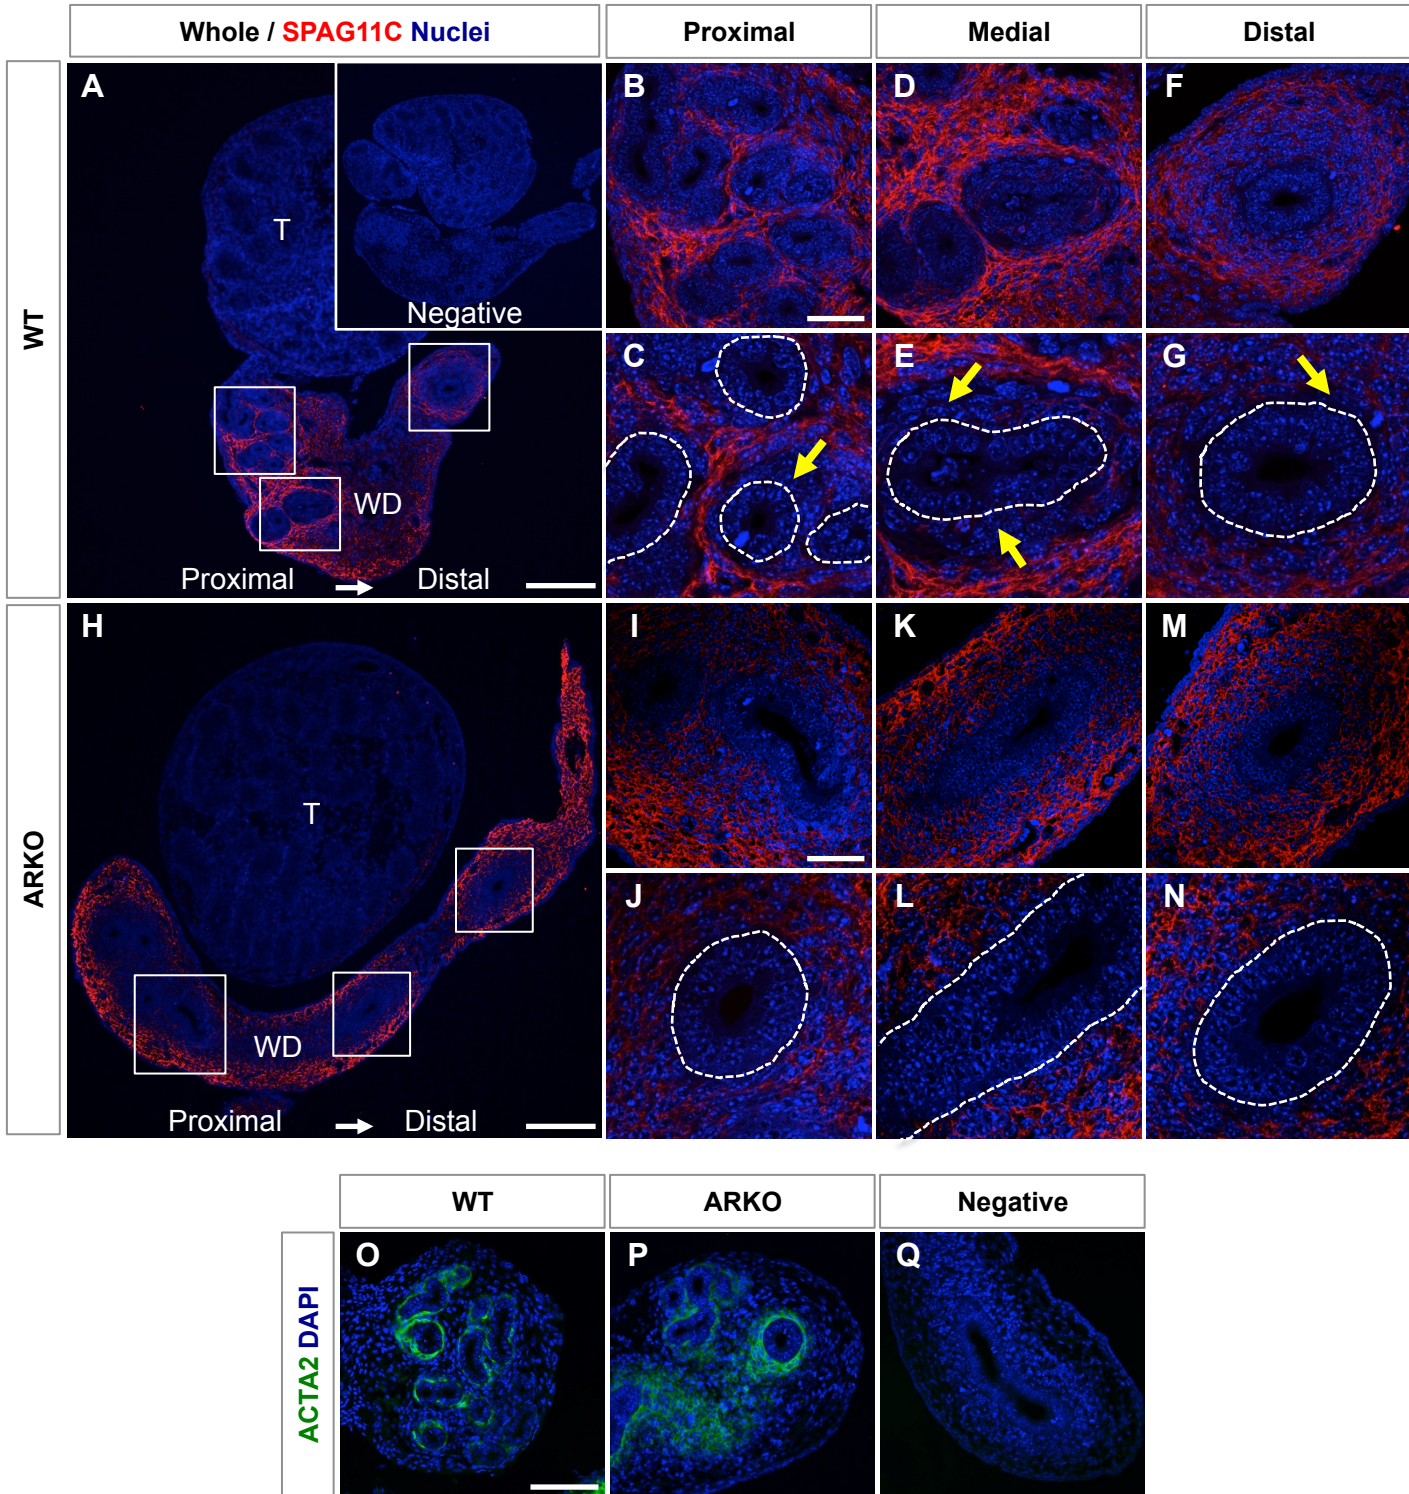 Whole / SPAG11C Nuclei
Proximal
Medial
Distal
WT
A
T
Negative
WD
Proximal
Distal
B
D
F
C
E
G
ARKO
H
T
WD
Proximal
Distal
I
K
M
J
L
N
WT
ARKO
Negative
ACTA2 DAPI
O
P
Q